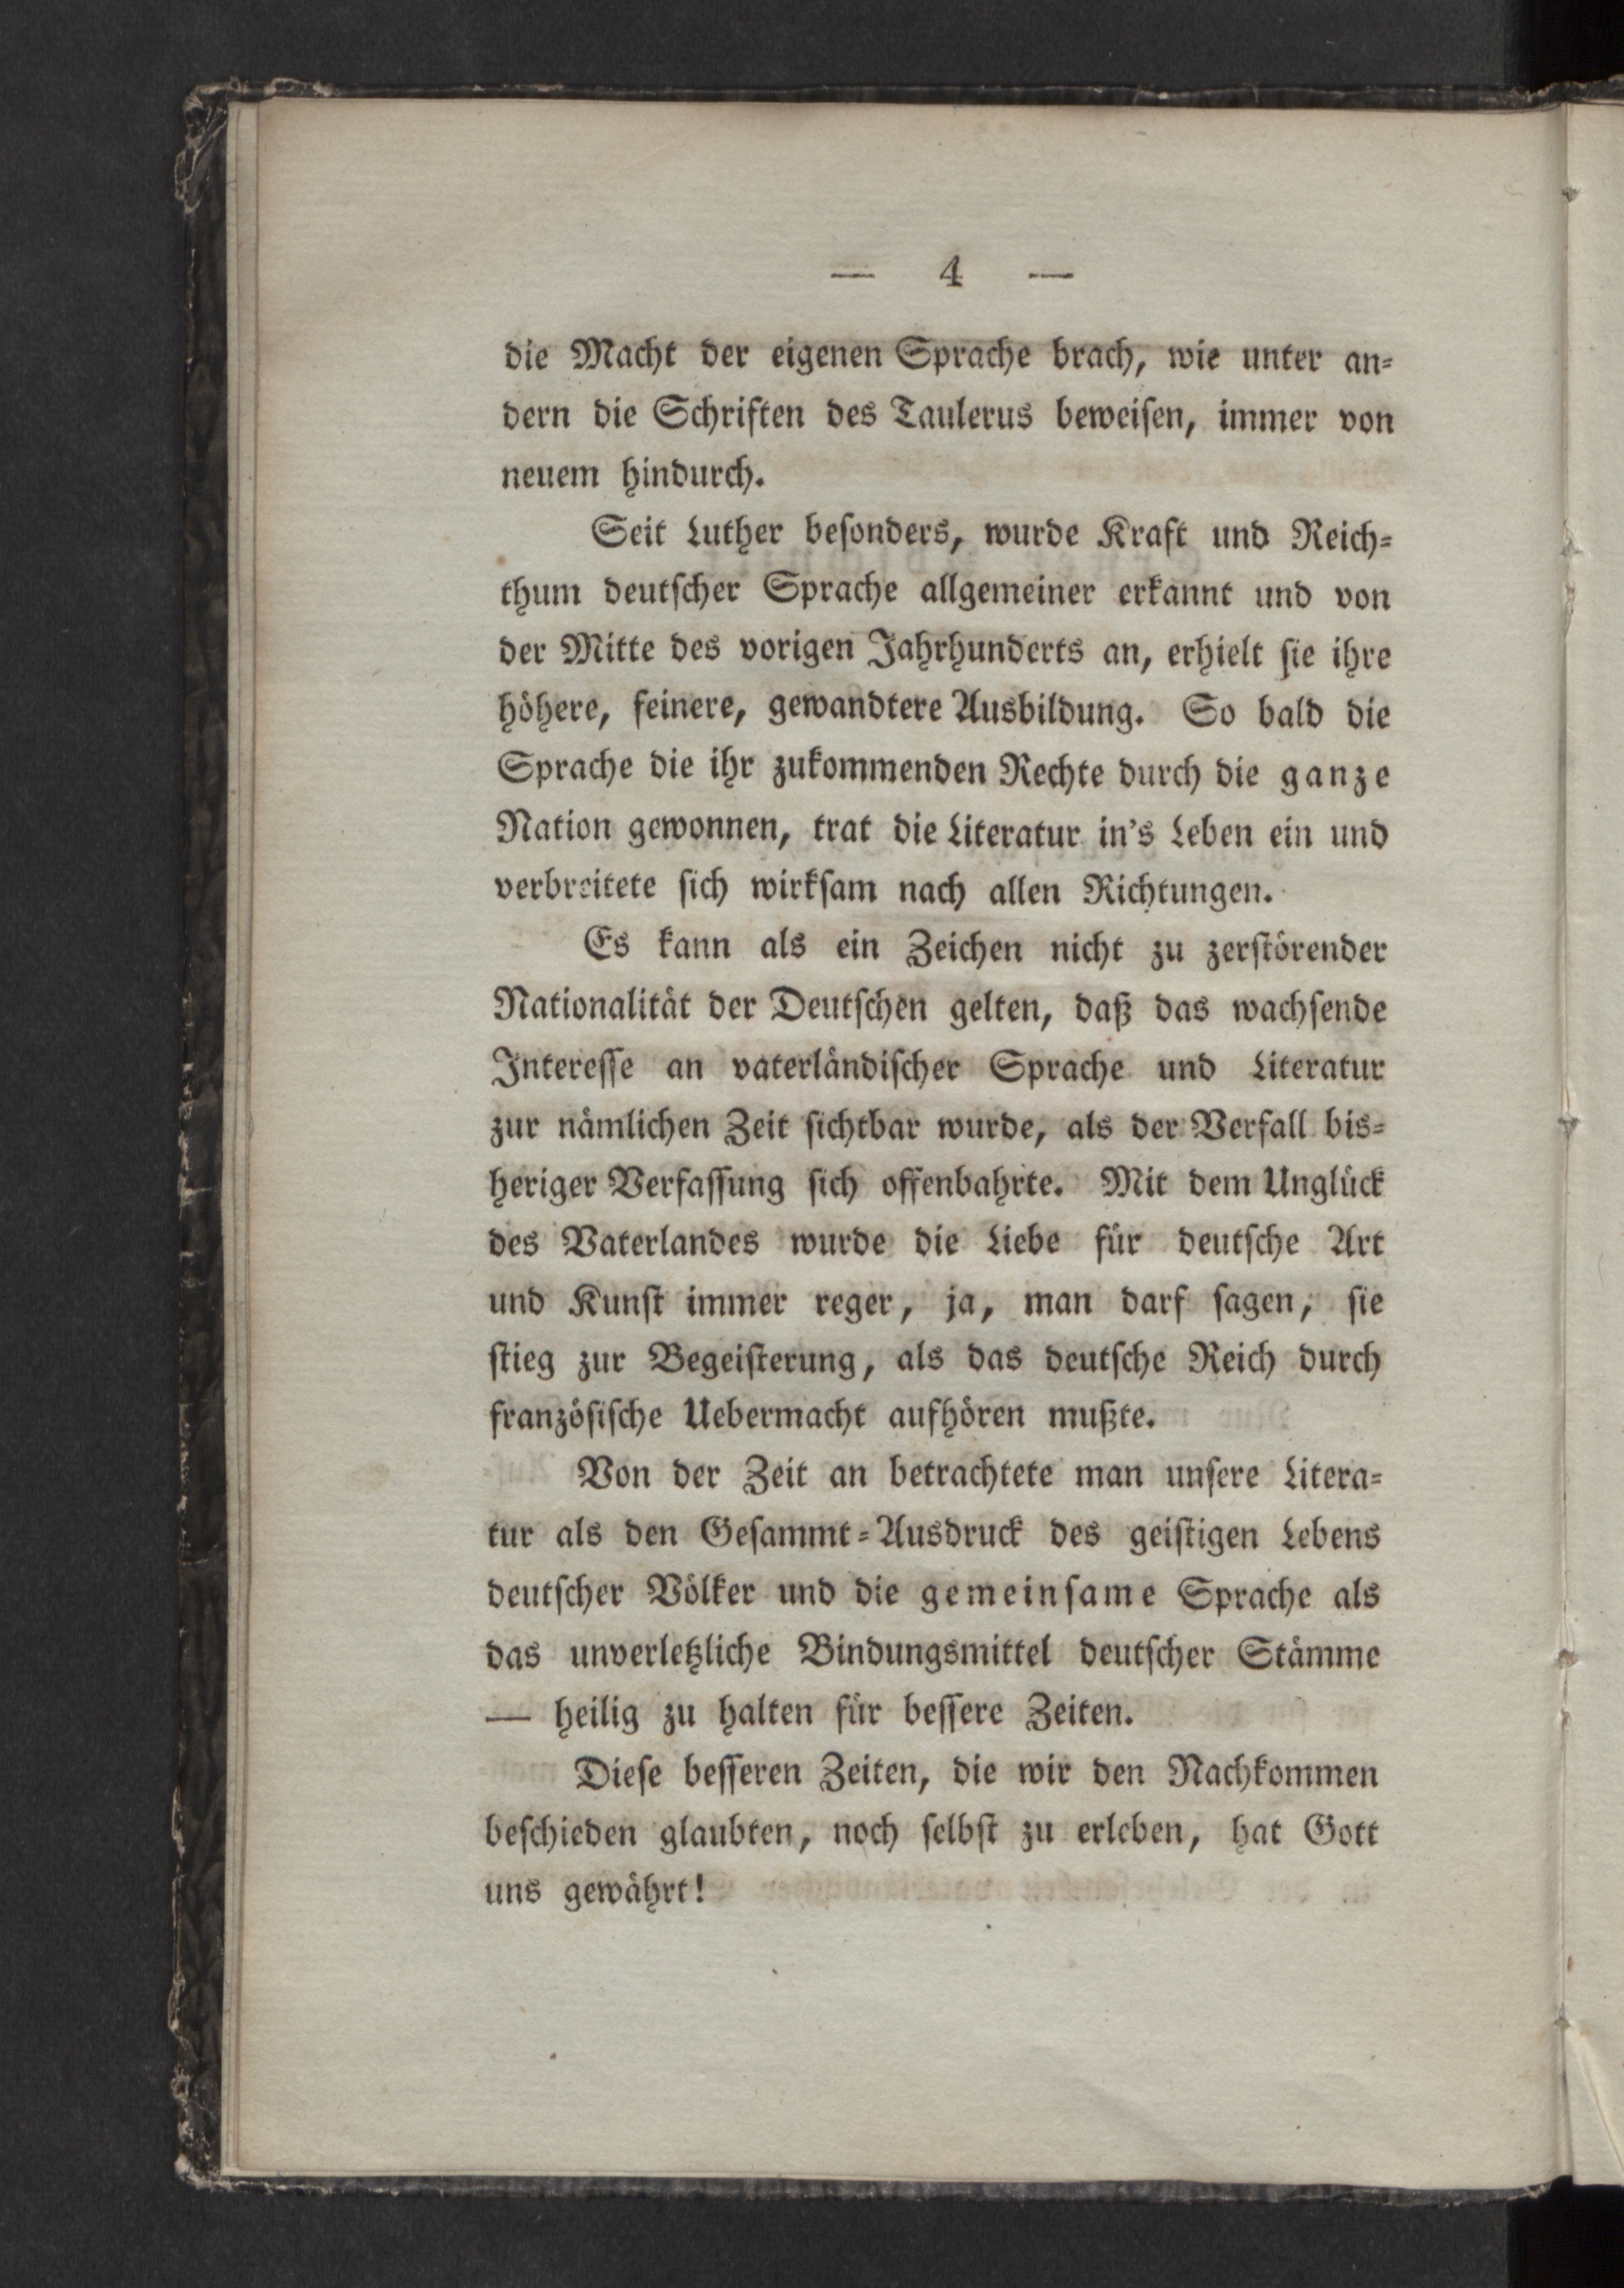 — 4 —
die Macht der eigenen Sprache brach, wie unter an-
dern die Schriften des Taulerus beweisen, immer von
neuem hindurch.
Seit Luther besonders, wurde Kraft und Reich-
thum deutscher Sprache allgemeiner erkannt und von
der Mitte des vorigen Jahrhunderts an, erhielt sie ihre
höhere, feinere, gewandtere Ausbildung. So bald die
Sprache die ihr zukommenden Rechte durch die ganze
Nation gewonnen, trat die Literatur in's Leben ein und
verbreitete sich wirksam nach allen Richtungen.
Es kann als ein Zeichen nicht zu zerstörender
Nationalität der Deutschen gelten, daß das wachsende
Interesse an vaterländischer Sprache und Literatur
zur nämlichen Zeit sichtbar wurde, als der Verfall bis-
heriger Verfassung sich offenbahrte. Mit dem Unglück
des Vaterlandes wurde die Liebe für deutsche Art
und Kunst immer reger, ja, man darf sagen, sie
stieg zur Begeisterung, als das deutsche Reich durch
französische Uebermacht aufhören mußte.
Von der Zeit an betrachtete man unsere Litera-
tur als den Gesammt-Ausdruck des geistigen Lebens
deutscher Völker und die gemeinsame Sprache als
das unverletzliche Bindungsmittel deutscher Stämme
— heilig zu halten für bessere Zeiten.
Diese besseren Zeiten, die wir den Nachkommen
beschieden glaubten, noch selbst zu erleben, hat Gott
uns gewährt!